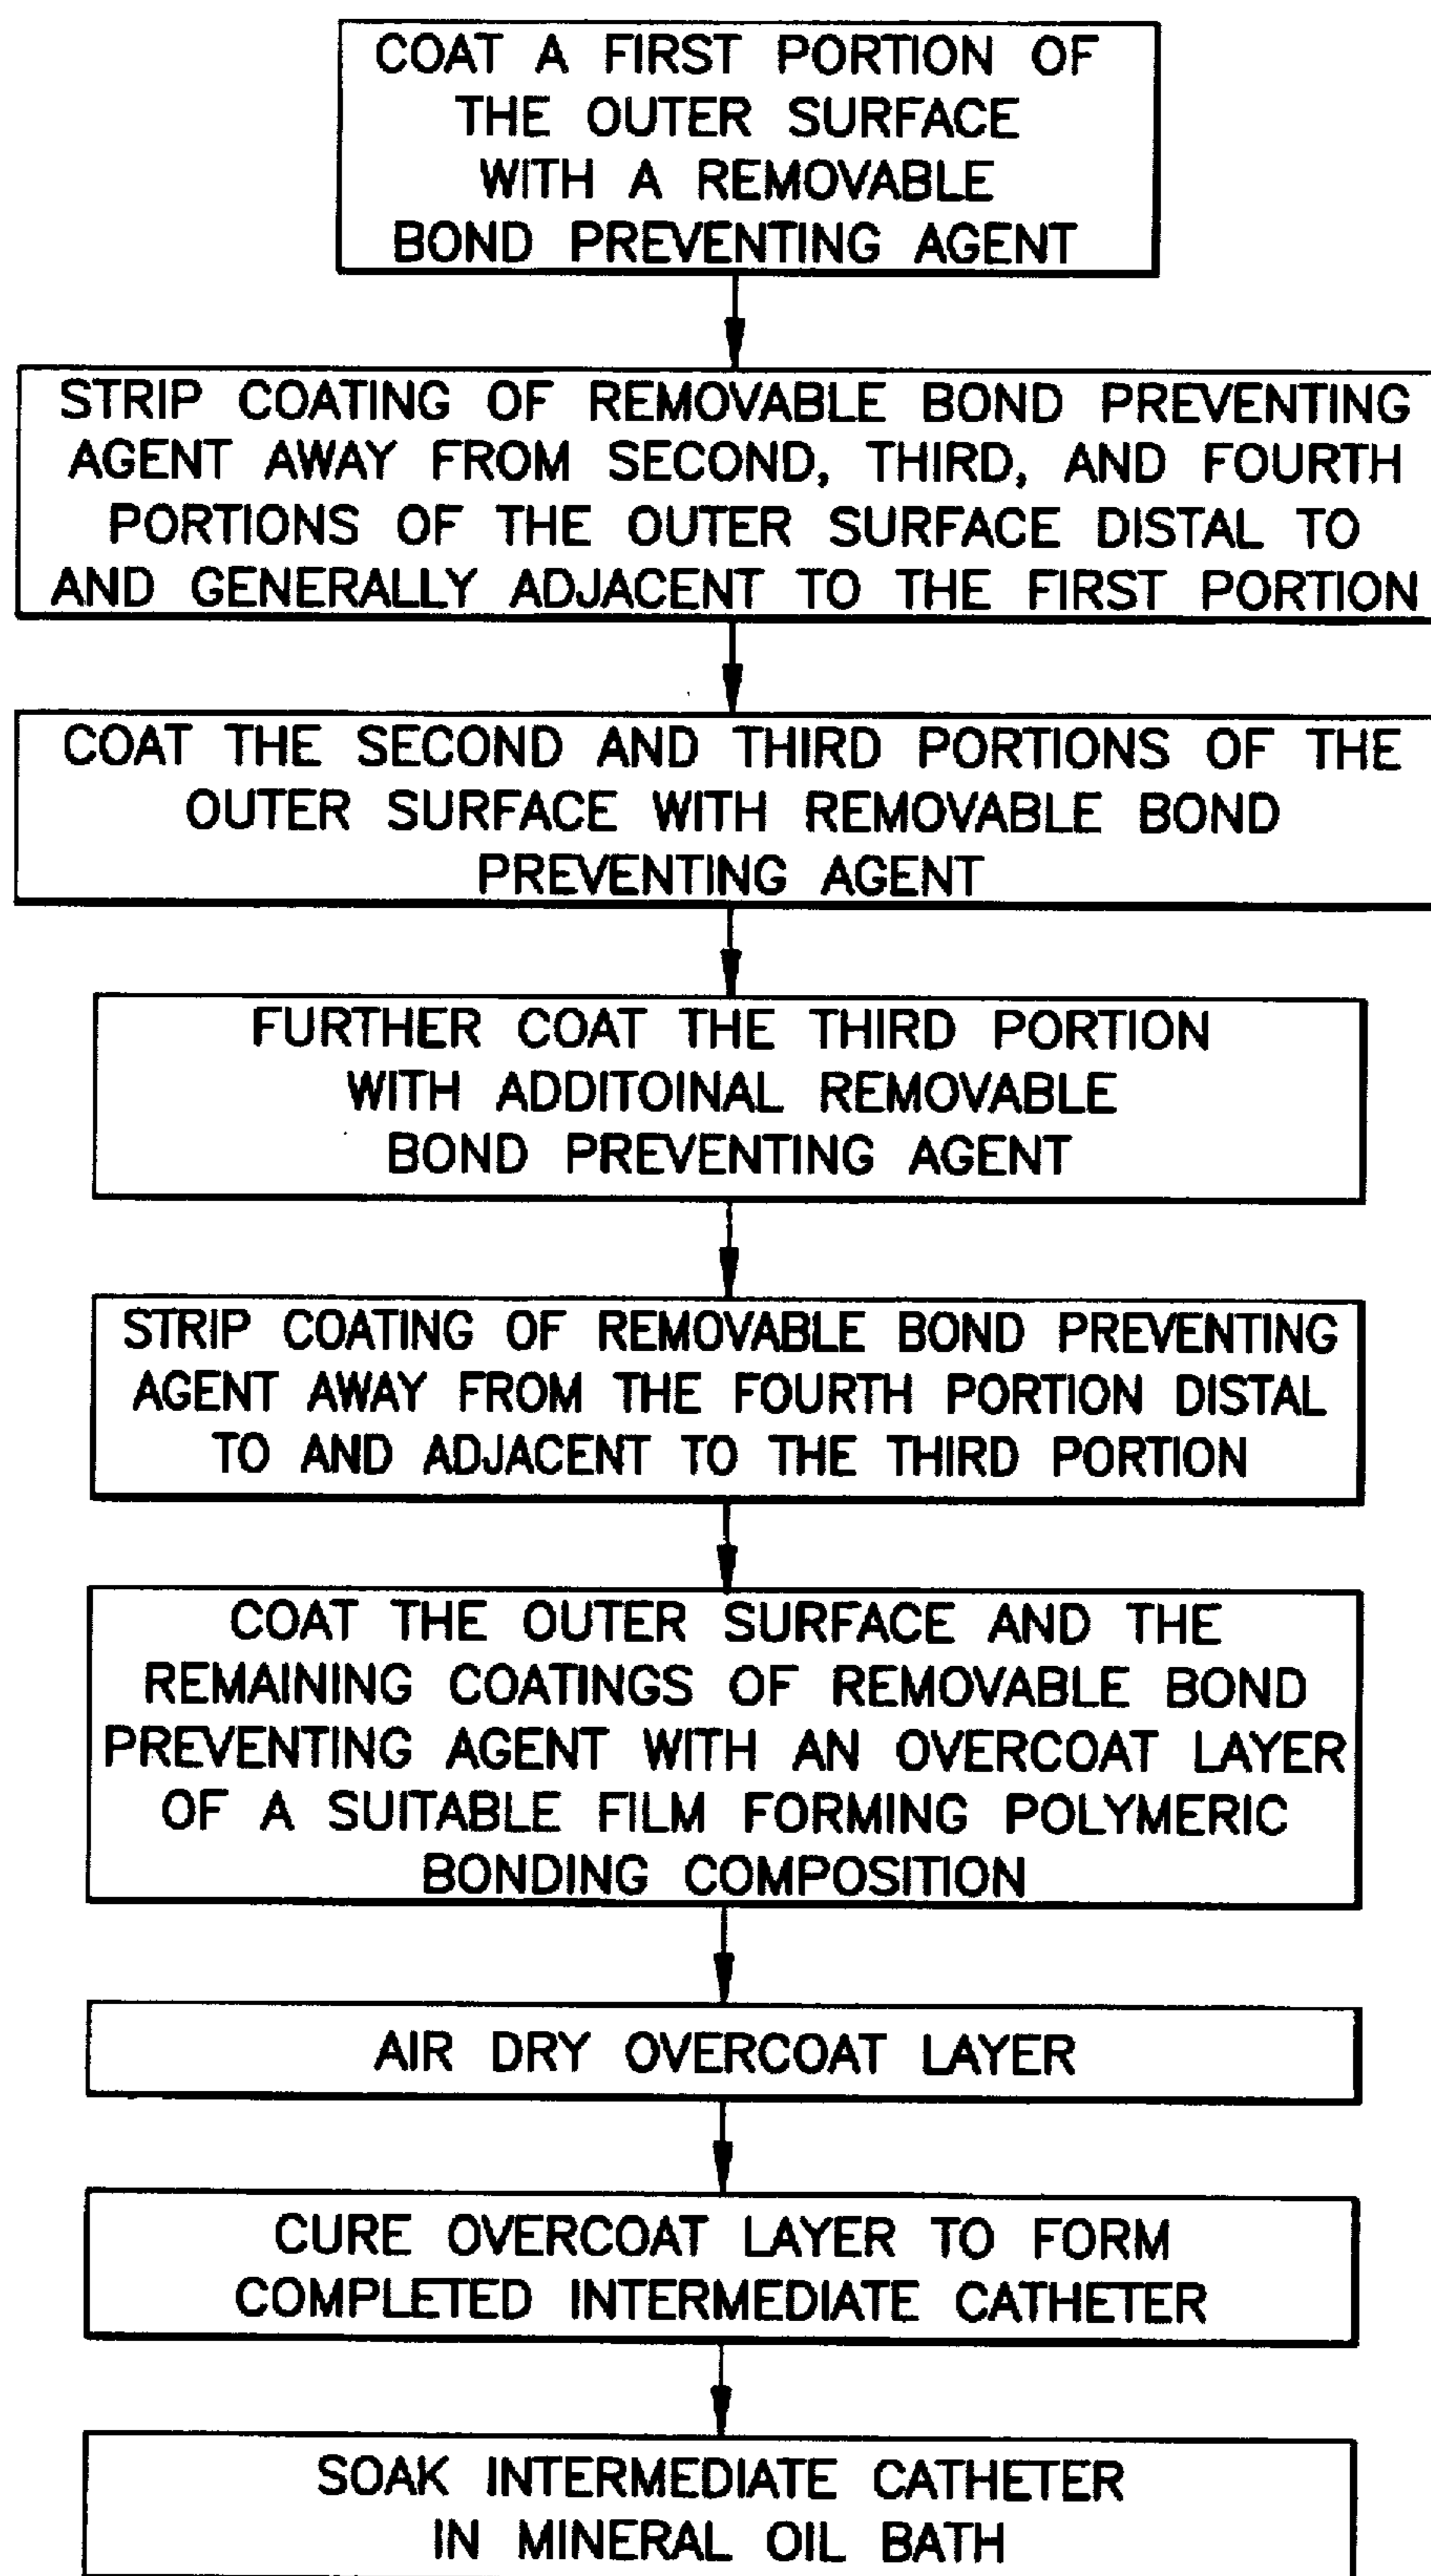 COAT A FIRST PORTION OF
THE OUTER SURFACE
WITH A REMOVABLE
BOND PREVENTING AGENT
STRIP COATING OF REMOVABLE BOND PREVENTING
AGENT AWAY FROM SECOND, THIRD, AND FOURTH
PORTIONS OF THE OUTER SURFACE DISTAL TO
AND GENERALLY ADJACENT TO THE FIRST PORTION
COAT THE SECOND AND THIRD PORTIONS OF THE
OUTER SURFACE WITH REMOVABLE BOND
PREVENTING AGENT
FURTHER COAT THE THIRD PORTION
WITH ADDITOINAL REMOVABLE
BOND PREVENTING AGENT
STRIP COATING OF REMOVABLE BOND PREVENTING
AGENT AWAY FROM THE FOURTH PORTION DISTAL
TO AND ADJACENT TO THE THIRD PORTION
COAT THE OUTER SURFACE AND THE
REMAINING COATINGS OF REMOVABLE BOND
PREVENTING AGENT WITH AN OVERCOAT LAYER
OF A SUITABLE FILM FORMING POLYMERIC
BONDING COMPOSITION
AIR DRY OVERCOAT LAYER
CURE OVERCOAT LAYER TO FORM
COMPLETED INTERMEDIATE CATHETER
SOAK INTERMEDIATE CATHETER
IN MINERAL OIL BATH